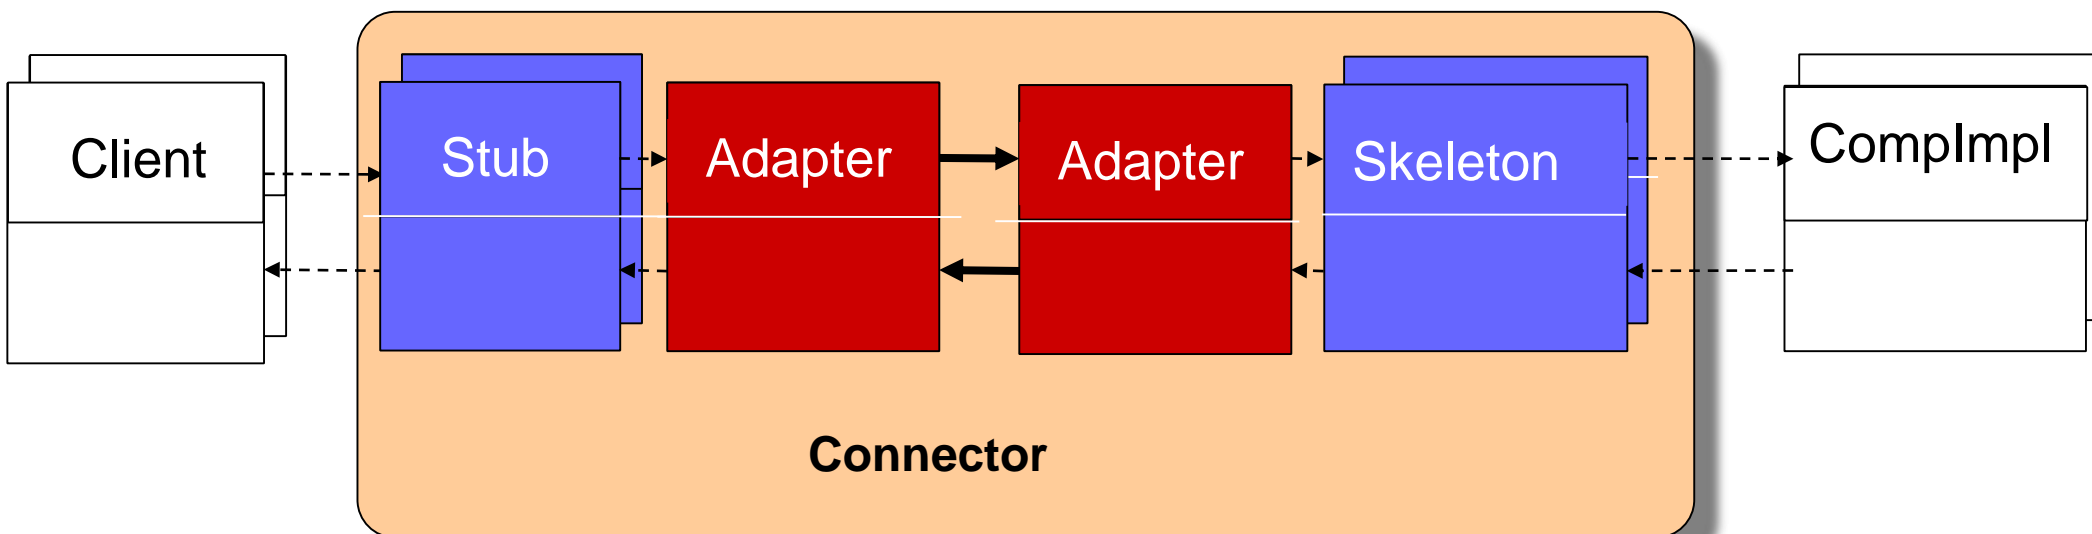 Client
Stub
Adapter
Adapter
Skeleton
CompImpl
Connector